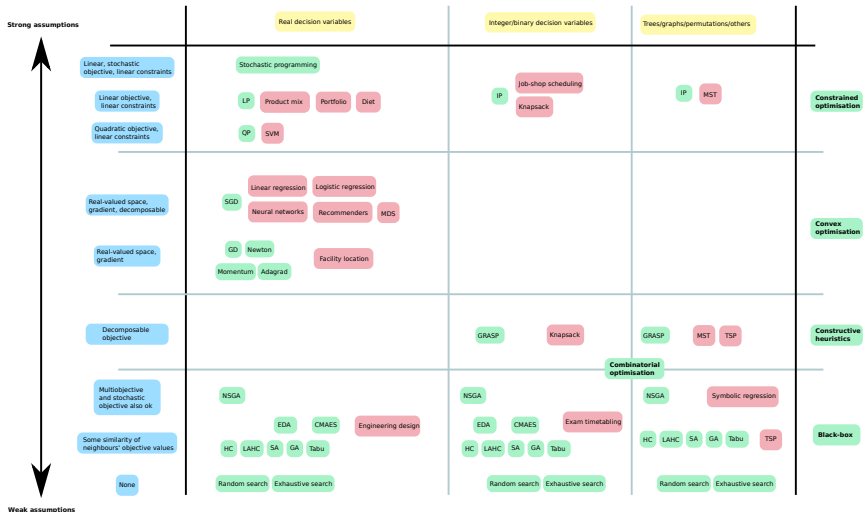 Strong assumptions
Real decision variables
Integer/binary decision variables
Trees/graphs/permutations/others
Linear, stochastic
objective, linear constraints
Stochastic programming
Linear objective,
linear constraints
LP
Product mix
Portfolio
Diet
IP
Job-shop scheduling
Knapsack
IP
MST
Constrained
optimisation
Quadratic objective,
linear constraints
QP
SVM
Real-valued space,
gradient, decomposable
SGD
Linear regression
Logistic regression
Neural networks
Recommenders
MDS
Convex
optimisation
Real-valued space,
gradient
GD
Newton
Momentum
Adagrad
Facility location
Decomposable
objective
GRASP
Knapsack
GRASP
MST
TSP
Constructive
heuristics
Combinatorial
optimisation
Multiobjective
and stochastic
objective also ok
NSGA
NSGA
NSGA
Symbolic regression
EDA
CMAES
Engineering design
EDA
CMAES
Exam timetabling
Some similarity of
neighbours' objective values
HC
LAHC
SA
GA
Tabu
HC
LAHC
SA
GA
Tabu
HC
LAHC
SA
GA
Tabu
TSP
Black-box
None
Random search
Exhaustive search
Random search
Exhaustive search
Random search
Exhaustive search
Weak assumptions